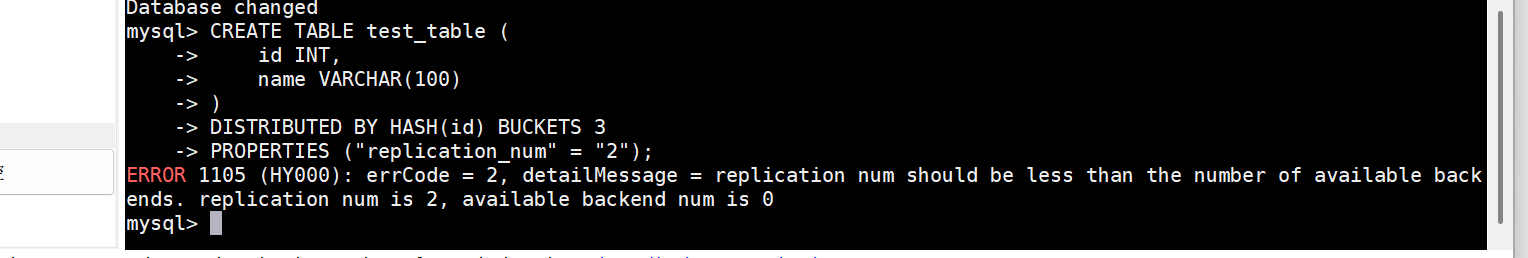 Database changed
mysql> CREATE TABLE test_table (
    ->     id INT,
    ->     name VARCHAR(100)
    -> )
    -> DISTRIBUTED BY HASH(id) BUCKETS 3
    -> PROPERTIES ("replication_num" = "2");
ERROR 1105 (HY000): errCode = 2, detailMessage = replication num should be less than the number of available back
ends. replication num is 2, available backend num is 0
mysql>